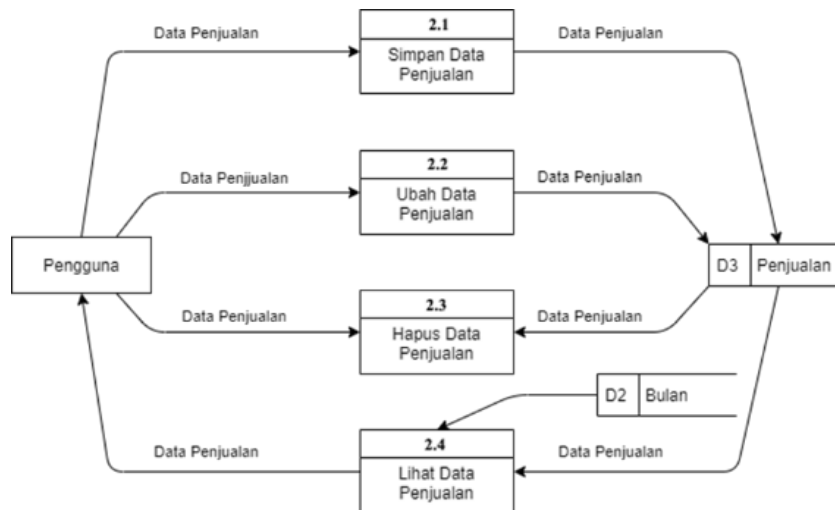 2.1
Data Penjualan
Data Penjualan
Simpan Data
Penjualan
2.2
Data Penjjualan
Data Penjualan
Ubah Data
Penjualan
Pengguna
D3
Penjualan
2.3
Data Penjualan
Data Penjualan
Hapus Data
Penjualan
D2
Bulan
2.4
Data Penjualan
Data Penjualan
Lihat Data
Penjualan